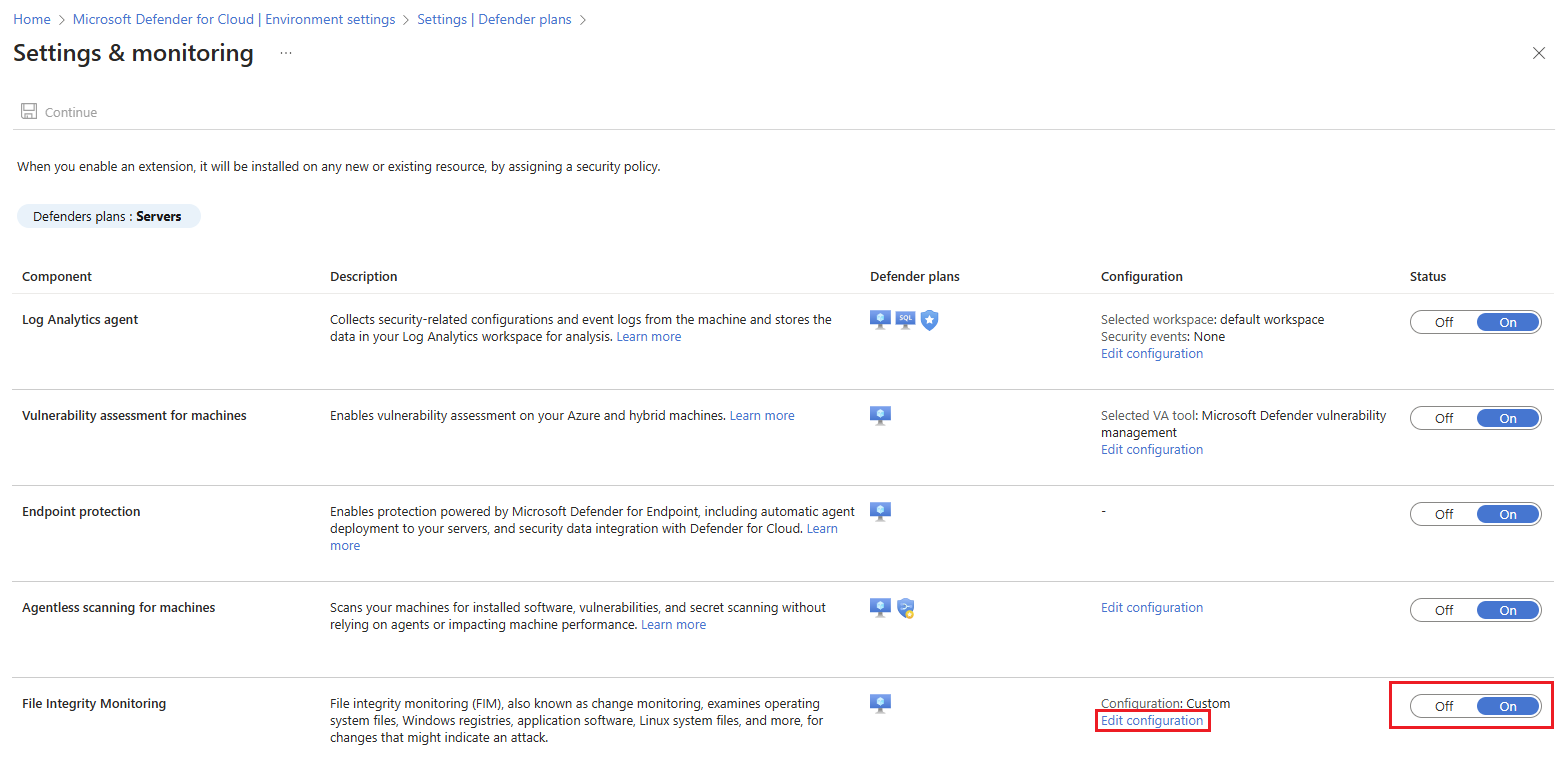 Home > Microsoft Defender for Cloud | Environment settings > Settings | Defender plans >
Settings & monitoring ...
Continue
When you enable an extension, it will be installed on any new or existing resource, by assigning a security policy.
Defenders plans : Servers
Component Description Defender plans Configuration Status
Log Analytics agent
Collects security-related configurations and event logs from the machine and stores the
data in your Log Analytics workspace for analysis. Learn more
SQL
Selected workspace: default workspace
Security events: None
Edit configuration
Off On
Vulnerability assessment for machines
Enables vulnerability assessment on your Azure and hybrid machines. Learn more
Selected VA tool: Microsoft Defender vulnerability
management
Edit configuration
Off On
Endpoint protection
Enables protection powered by Microsoft Defender for Endpoint, including automatic agent
deployment to your servers, and security data integration with Defender for Cloud. Learn
more
-
Off On
Agentless scanning for machines
Scans your machines for installed software, vulnerabilities, and secret scanning without
relying on agents or impacting machine performance. Learn more
Edit configuration
Off On
File Integrity Monitoring
File integrity monitoring (FIM), also known as change monitoring, examines operating
system files, Windows registries, application software, Linux system files, and more, for
changes that might indicate an attack.
Configuration: Custom
Edit configuration
Off On